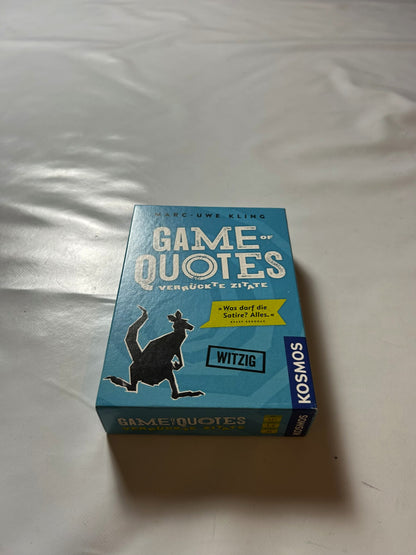 MARC-UWE KLING
GAME OF
QUOTES
VERRÜCKTE ZITATE
»Was darf die
Satire? Alles.«
WITZIG
KOSMOS
GAME OF QUOTES
VERRÜCKTE ZITATE
KOSMOS